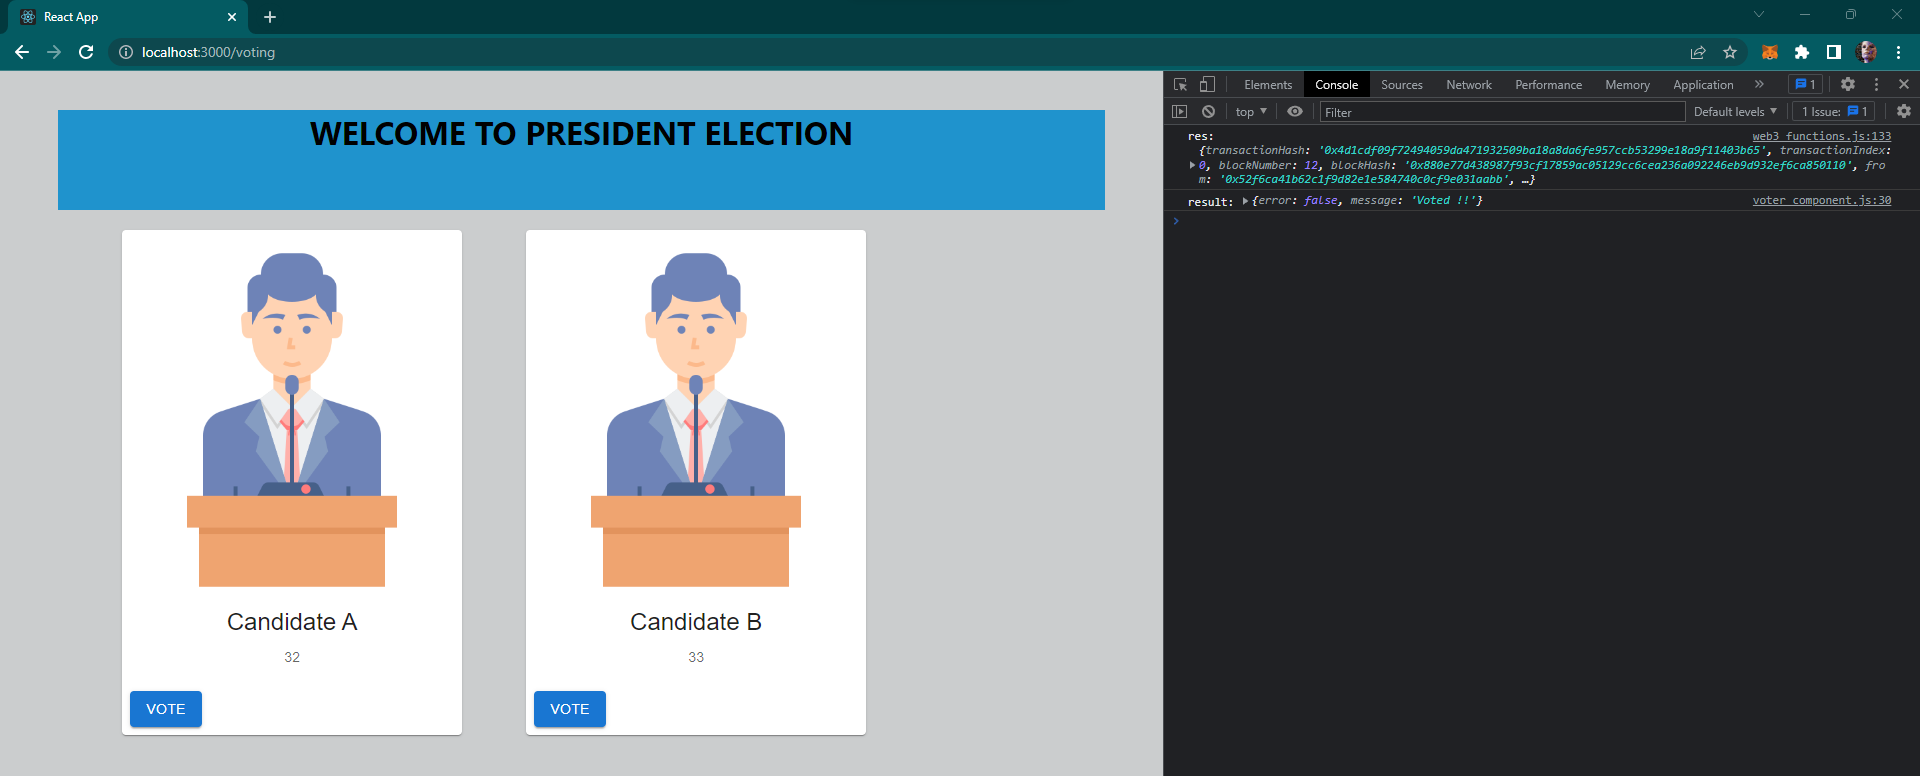 React App
localhost:3000/voting
WELCOME TO PRESIDENT ELECTION
Candidate A
32
VOTE
Candidate B
33
VOTE
Elements Console Sources Network Performance Memory Application » 1
top Filter Default levels 1 Issue: 1
res: web3_functions.js:133
{transactionHash: '0x4d1cdf09f72494059da471932509ba18a8da6fe957ccb53299e18a9f11403b65', transactionIndex:
0, blockNumber: 12, blockHash: '0x880e77d438987f93cf17859ac05129cc6cea236a092246eb9d932ef6ca850110', fro
m: '0x52f6ca41b62c1f9d82e1e584740c0cf9e031aabb', …}
result: {error: false, message: 'Voted !!'} voter_component.js:30